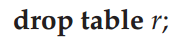 drop table r;